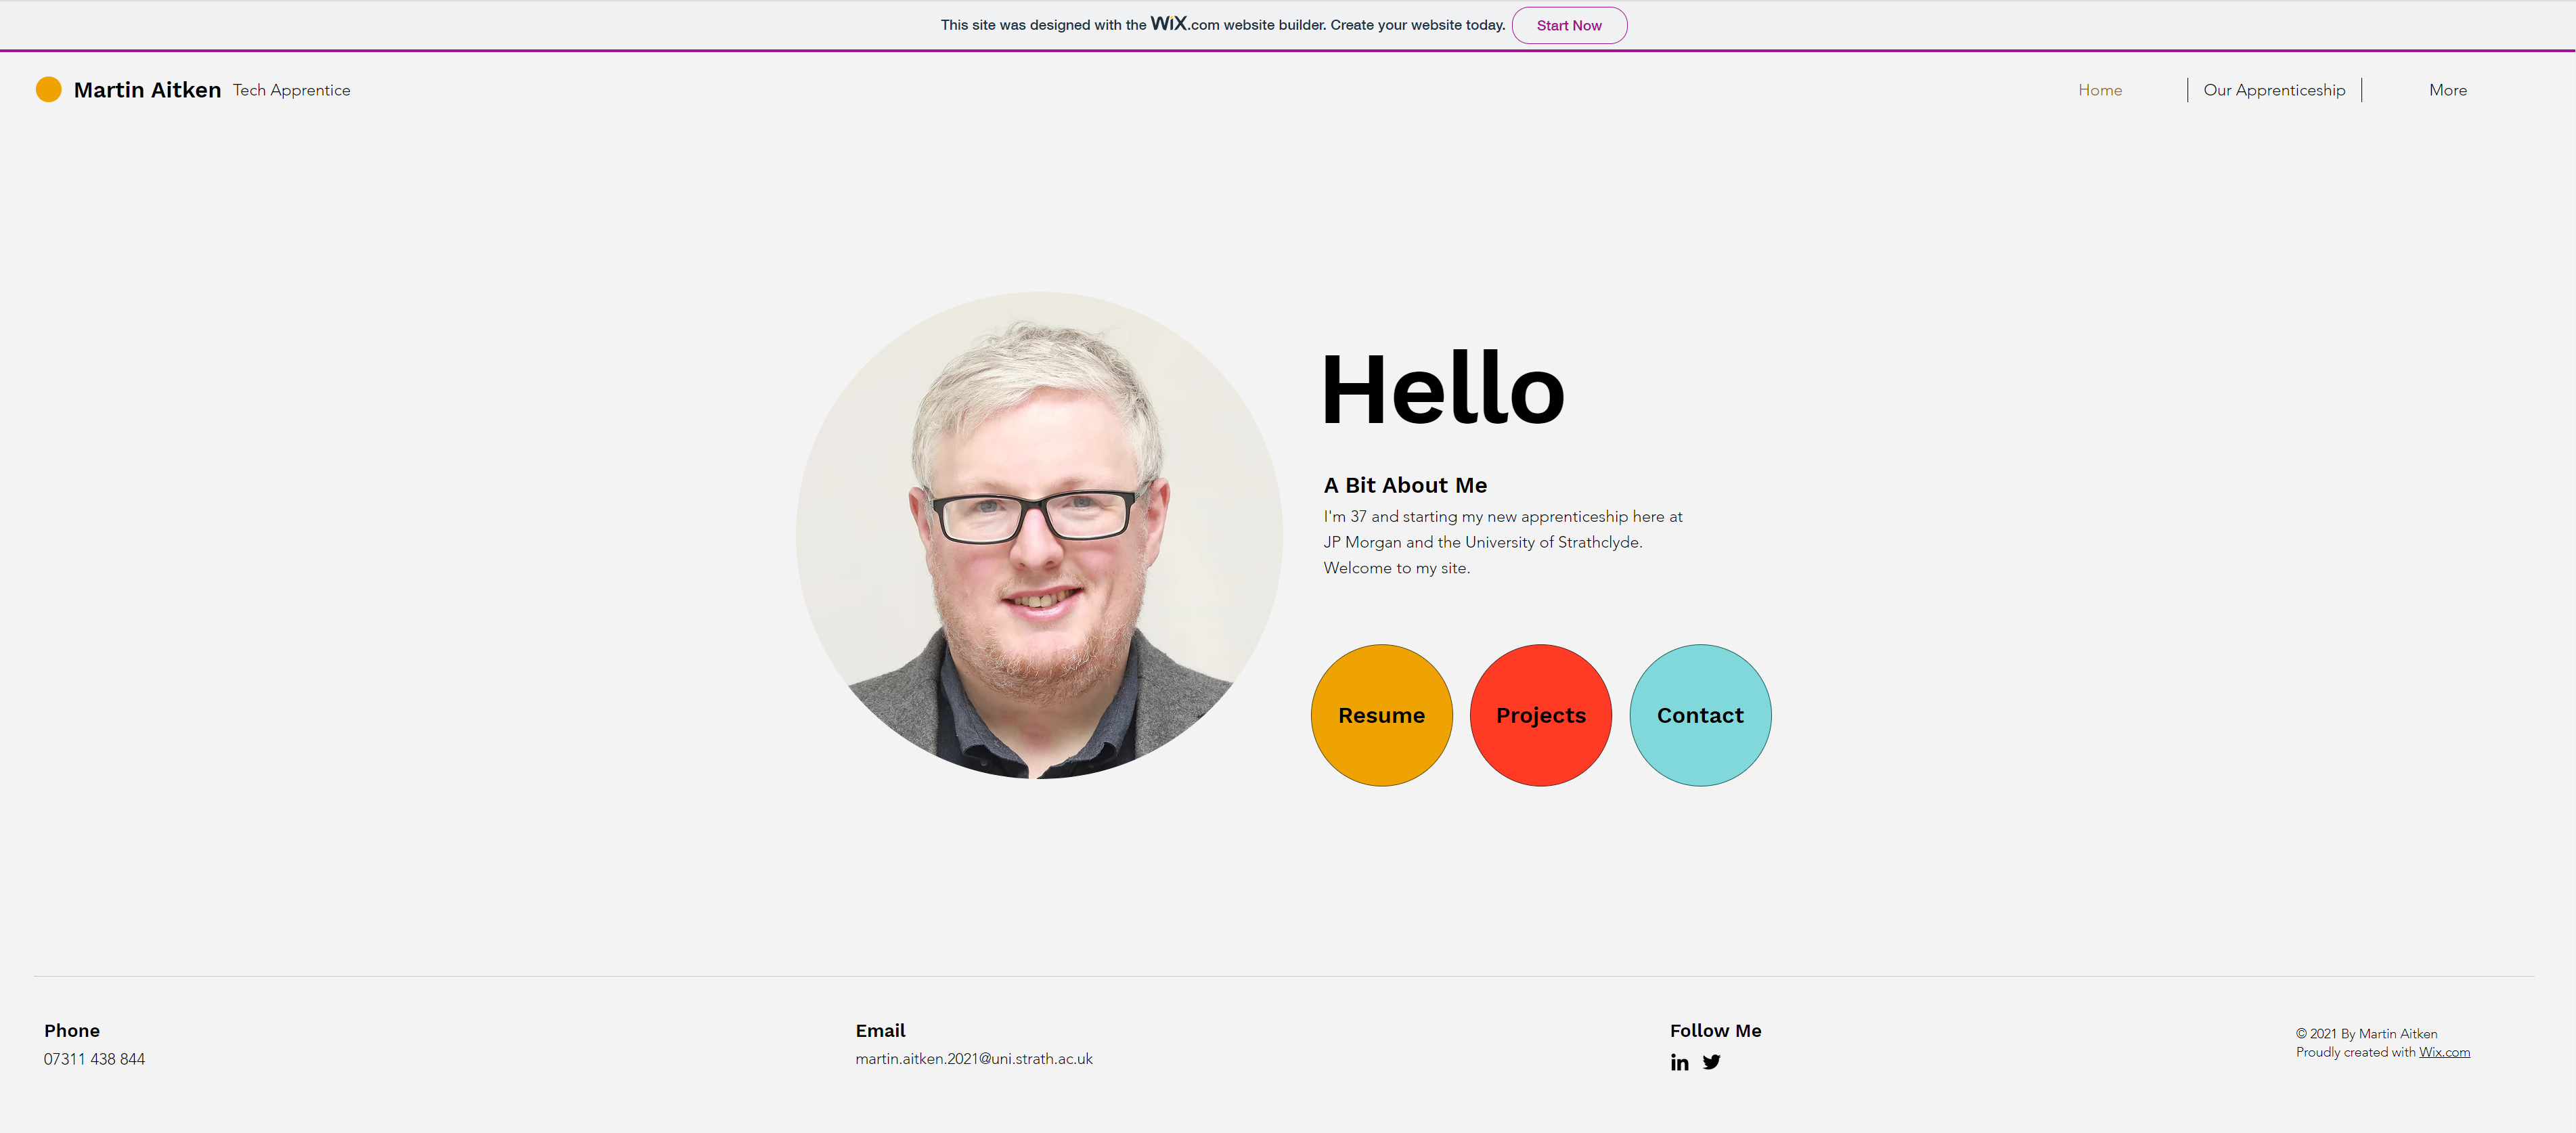 This site was designed with the WiX.com website builder. Create your website today. Start Now
Martin Aitken Tech Apprentice Home Our Apprenticeship More
Hello
A Bit About Me
I'm 37 and starting my new apprenticeship here at
JP Morgan and the University of Strathclyde.
Welcome to my site.
Resume Projects Contact
Phone
07311 438 844
Email
martin.aitken.2021@uni.strath.ac.uk
Follow Me
in
© 2021 By Martin Aitken
Proudly created with Wix.com